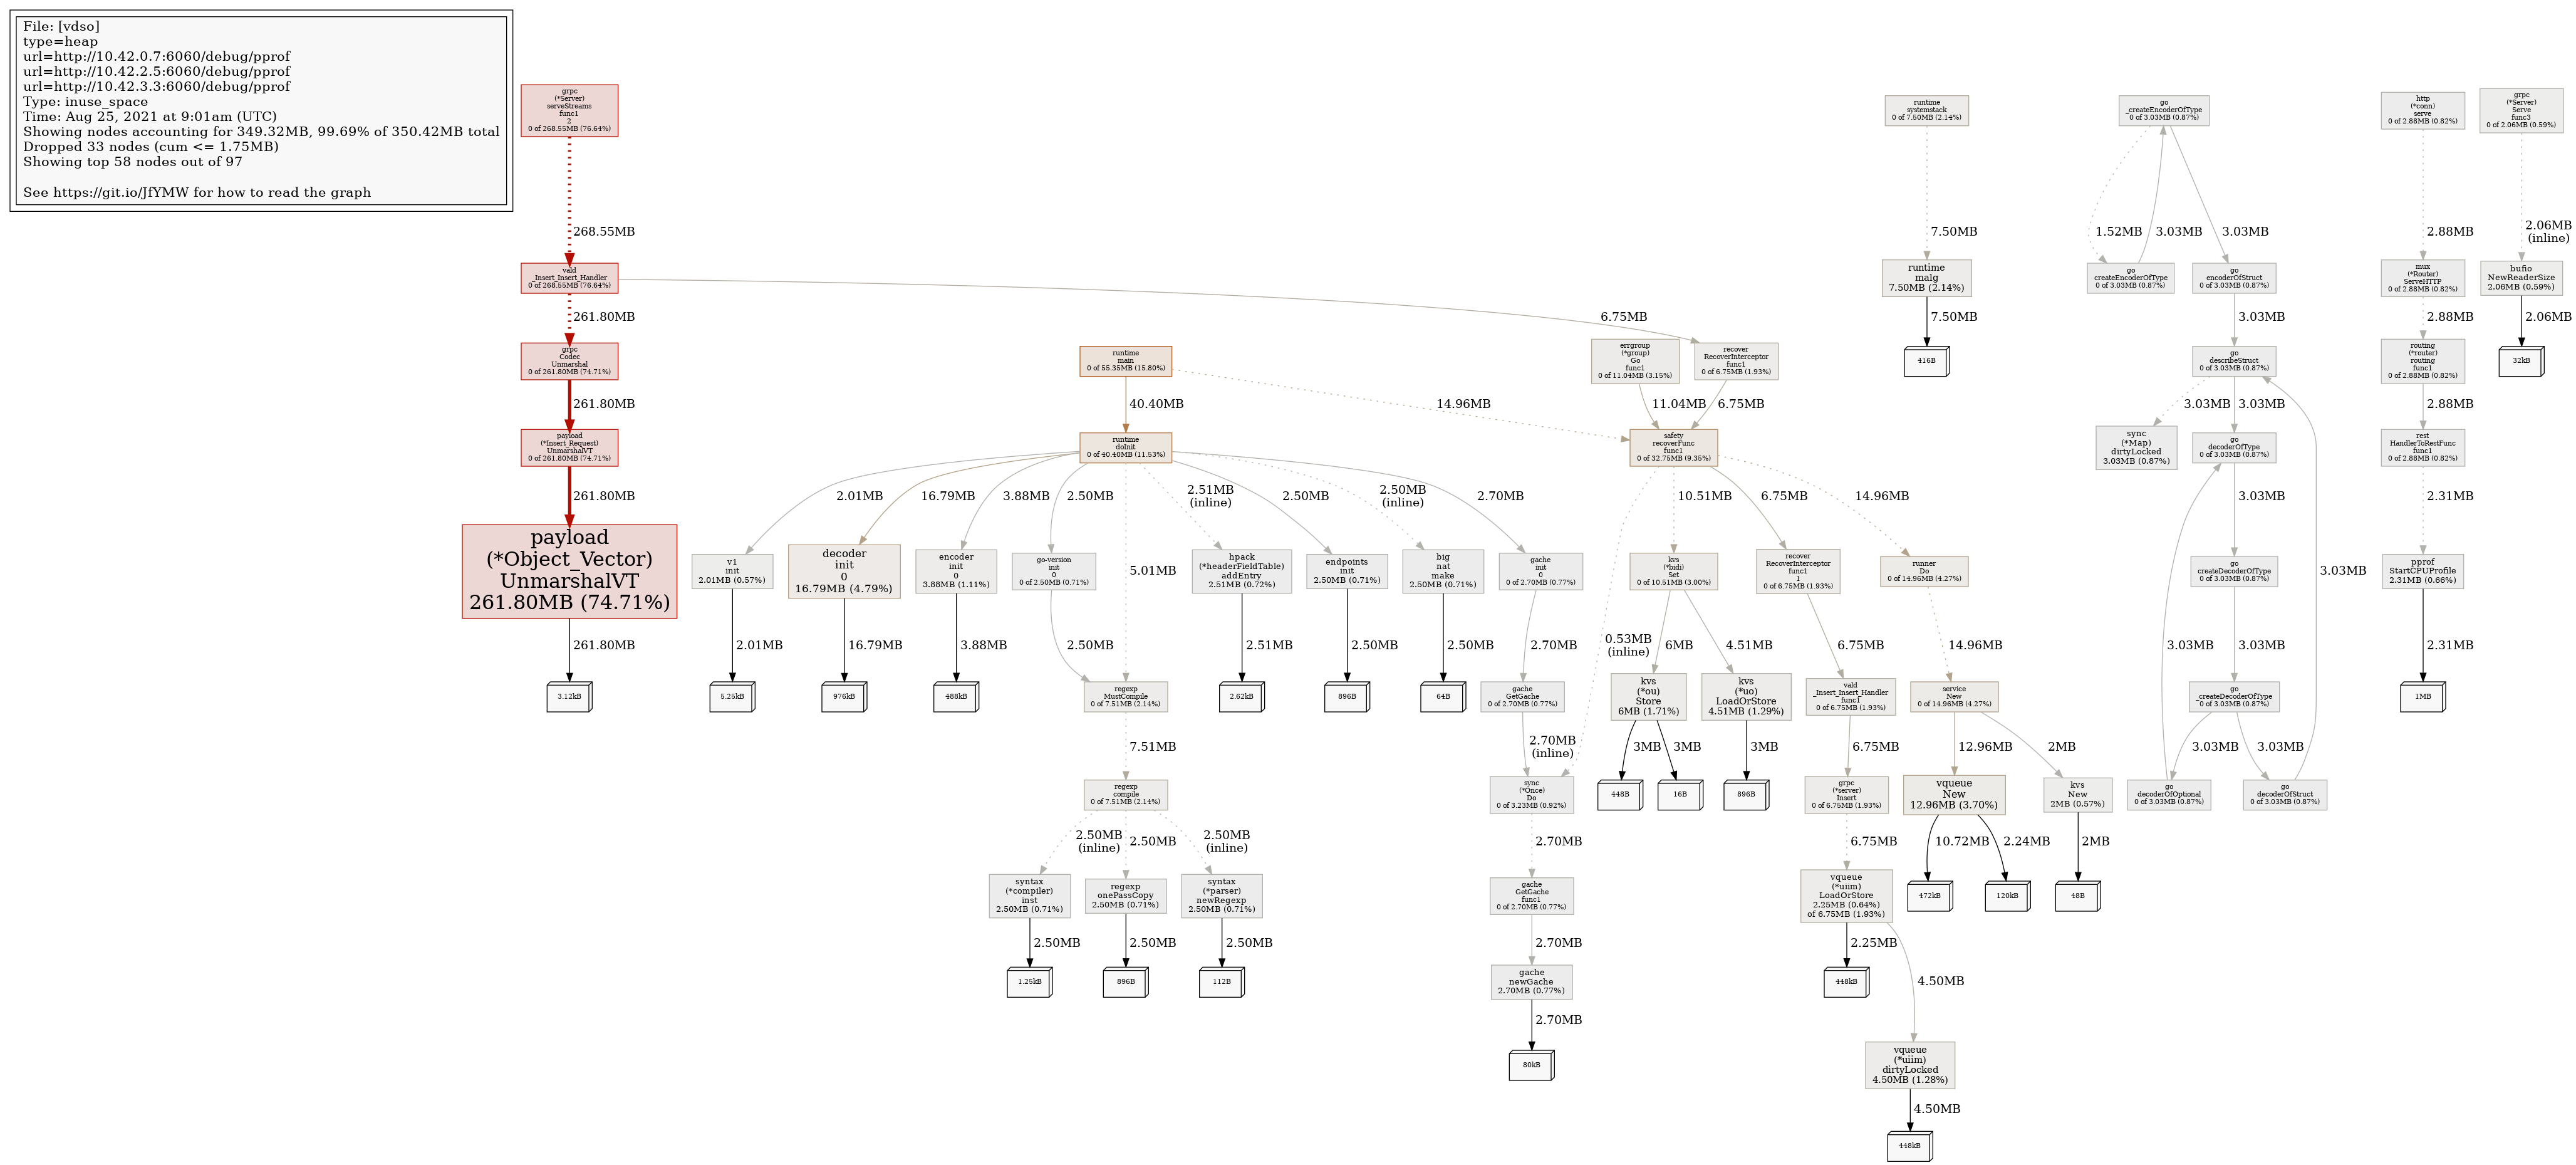 File: [vdso]
type=heap
url=http://10.42.0.7:6060/debug/pprof
url=http://10.42.2.5:6060/debug/pprof
url=http://10.42.3.3:6060/debug/pprof
Type: inuse_space
Time: Aug 25, 2021 at 9:01am (UTC)
Showing nodes accounting for 349.32MB, 99.69% of 350.42MB total
Dropped 33 nodes (cum <= 1.75MB)
Showing top 58 nodes out of 97
See https://git.io/JfYMW for how to read the graph
grpc
(*Server)
serveStreams
func1
2
0 of 268.55MB (76.64%)
268.55MB
vald
_Insert_Insert_Handler
0 of 268.55MB (76.64%)
261.80MB
6.75MB
grpc
Codec
Unmarshal
0 of 261.80MB (74.71%)
261.80MB
payload
(*Insert_Request)
UnmarshalVT
0 of 261.80MB (74.71%)
261.80MB
payload
(*Object_Vector)
UnmarshalVT
261.80MB (74.71%)
261.80MB
3.12kB
runtime
main
0 of 55.35MB (15.80%)
40.40MB
14.96MB
runtime
doInit
0 of 40.40MB (11.53%)
2.01MB
16.79MB
3.88MB
2.50MB
5.01MB
2.51MB
(inline)
2.50MB
2.50MB
(inline)
2.70MB
v1
init
2.01MB (0.57%)
2.01MB
5.25kB
decoder
init
0
16.79MB (4.79%)
16.79MB
976kB
encoder
init
0
3.88MB (1.11%)
3.88MB
488kB
go-version
init
0
0 of 2.50MB (0.71%)
2.50MB
regexp
MustCompile
0 of 7.51MB (2.14%)
7.51MB
regexp
compile
0 of 7.51MB (2.14%)
2.50MB
(inline)
2.50MB
2.50MB
(inline)
syntax
(*compiler)
inst
2.50MB (0.71%)
2.50MB
1.25kB
regexp
onePassCopy
2.50MB (0.71%)
2.50MB
896B
syntax
(*parser)
newRegexp
2.50MB (0.71%)
2.50MB
112B
hpack
(*headerFieldTable)
addEntry
2.51MB (0.72%)
2.51MB
2.62kB
endpoints
init
2.50MB (0.71%)
2.50MB
896B
big
nat
make
2.50MB (0.71%)
2.50MB
64B
gache
init
0
0 of 2.70MB (0.77%)
2.70MB
gache
GetGache
0 of 2.70MB (0.77%)
2.70MB
(inline)
sync
(*Once)
Do
0 of 3.23MB (0.92%)
2.70MB
gache
GetGache
func1
0 of 2.70MB (0.77%)
2.70MB
gache
newGache
2.70MB (0.77%)
2.70MB
80kB
errgroup
(*group)
Go
func1
0 of 11.04MB (3.15%)
11.04MB
recover
RecoverInterceptor
func1
0 of 6.75MB (1.93%)
6.75MB
safety
recoverFunc
func1
0 of 32.75MB (9.35%)
0.53MB
(inline)
10.51MB
6.75MB
14.96MB
kvs
(*bidi)
Set
0 of 10.51MB (3.00%)
6MB
4.51MB
kvs
(*ou)
Store
6MB (1.71%)
3MB
3MB
448B
16B
kvs
(*uo)
LoadOrStore
4.51MB (1.29%)
3MB
896B
recover
RecoverInterceptor
func1
1
0 of 6.75MB (1.93%)
6.75MB
vald
_Insert_Insert_Handler
func1
0 of 6.75MB (1.93%)
6.75MB
grpc
(*server)
Insert
0 of 6.75MB (1.93%)
6.75MB
vqueue
(*uiim)
LoadOrStore
2.25MB (0.64%)
of 6.75MB (1.93%)
2.25MB
448kB
4.50MB
vqueue
(*uiim)
dirtyLocked
4.50MB (1.28%)
4.50MB
448kB
runner
Do
0 of 14.96MB (4.27%)
14.96MB
service
New
0 of 14.96MB (4.27%)
12.96MB
2MB
vqueue
New
12.96MB (3.70%)
10.72MB
2.24MB
472kB
120kB
kvs
New
2MB (0.57%)
2MB
48B
runtime
systemstack
0 of 7.50MB (2.14%)
7.50MB
runtime
malg
7.50MB (2.14%)
7.50MB
416B
go
_createEncoderOfType
0 of 3.03MB (0.87%)
1.52MB
3.03MB
3.03MB
go
createEncoderOfType
0 of 3.03MB (0.87%)
go
encoderOfStruct
0 of 3.03MB (0.87%)
3.03MB
go
describeStruct
0 of 3.03MB (0.87%)
3.03MB
3.03MB
sync
(*Map)
dirtyLocked
3.03MB (0.87%)
go
decoderOfType
0 of 3.03MB (0.87%)
3.03MB
go
createDecoderOfType
0 of 3.03MB (0.87%)
3.03MB
3.03MB
3.03MB
go
_createDecoderOfType
0 of 3.03MB (0.87%)
3.03MB
3.03MB
go
decoderOfOptional
0 of 3.03MB (0.87%)
go
decoderOfStruct
0 of 3.03MB (0.87%)
http
(*conn)
serve
0 of 2.88MB (0.82%)
2.88MB
mux
(*Router)
ServeHTTP
0 of 2.88MB (0.82%)
2.88MB
routing
(*router)
routing
func1
0 of 2.88MB (0.82%)
2.88MB
rest
HandlerToRestFunc
func1
0 of 2.88MB (0.82%)
2.31MB
pprof
StartCPUProfile
2.31MB (0.66%)
2.31MB
1MB
grpc
(*Server)
Serve
func3
0 of 2.06MB (0.59%)
2.06MB
(inline)
bufio
NewReaderSize
2.06MB (0.59%)
2.06MB
32kB